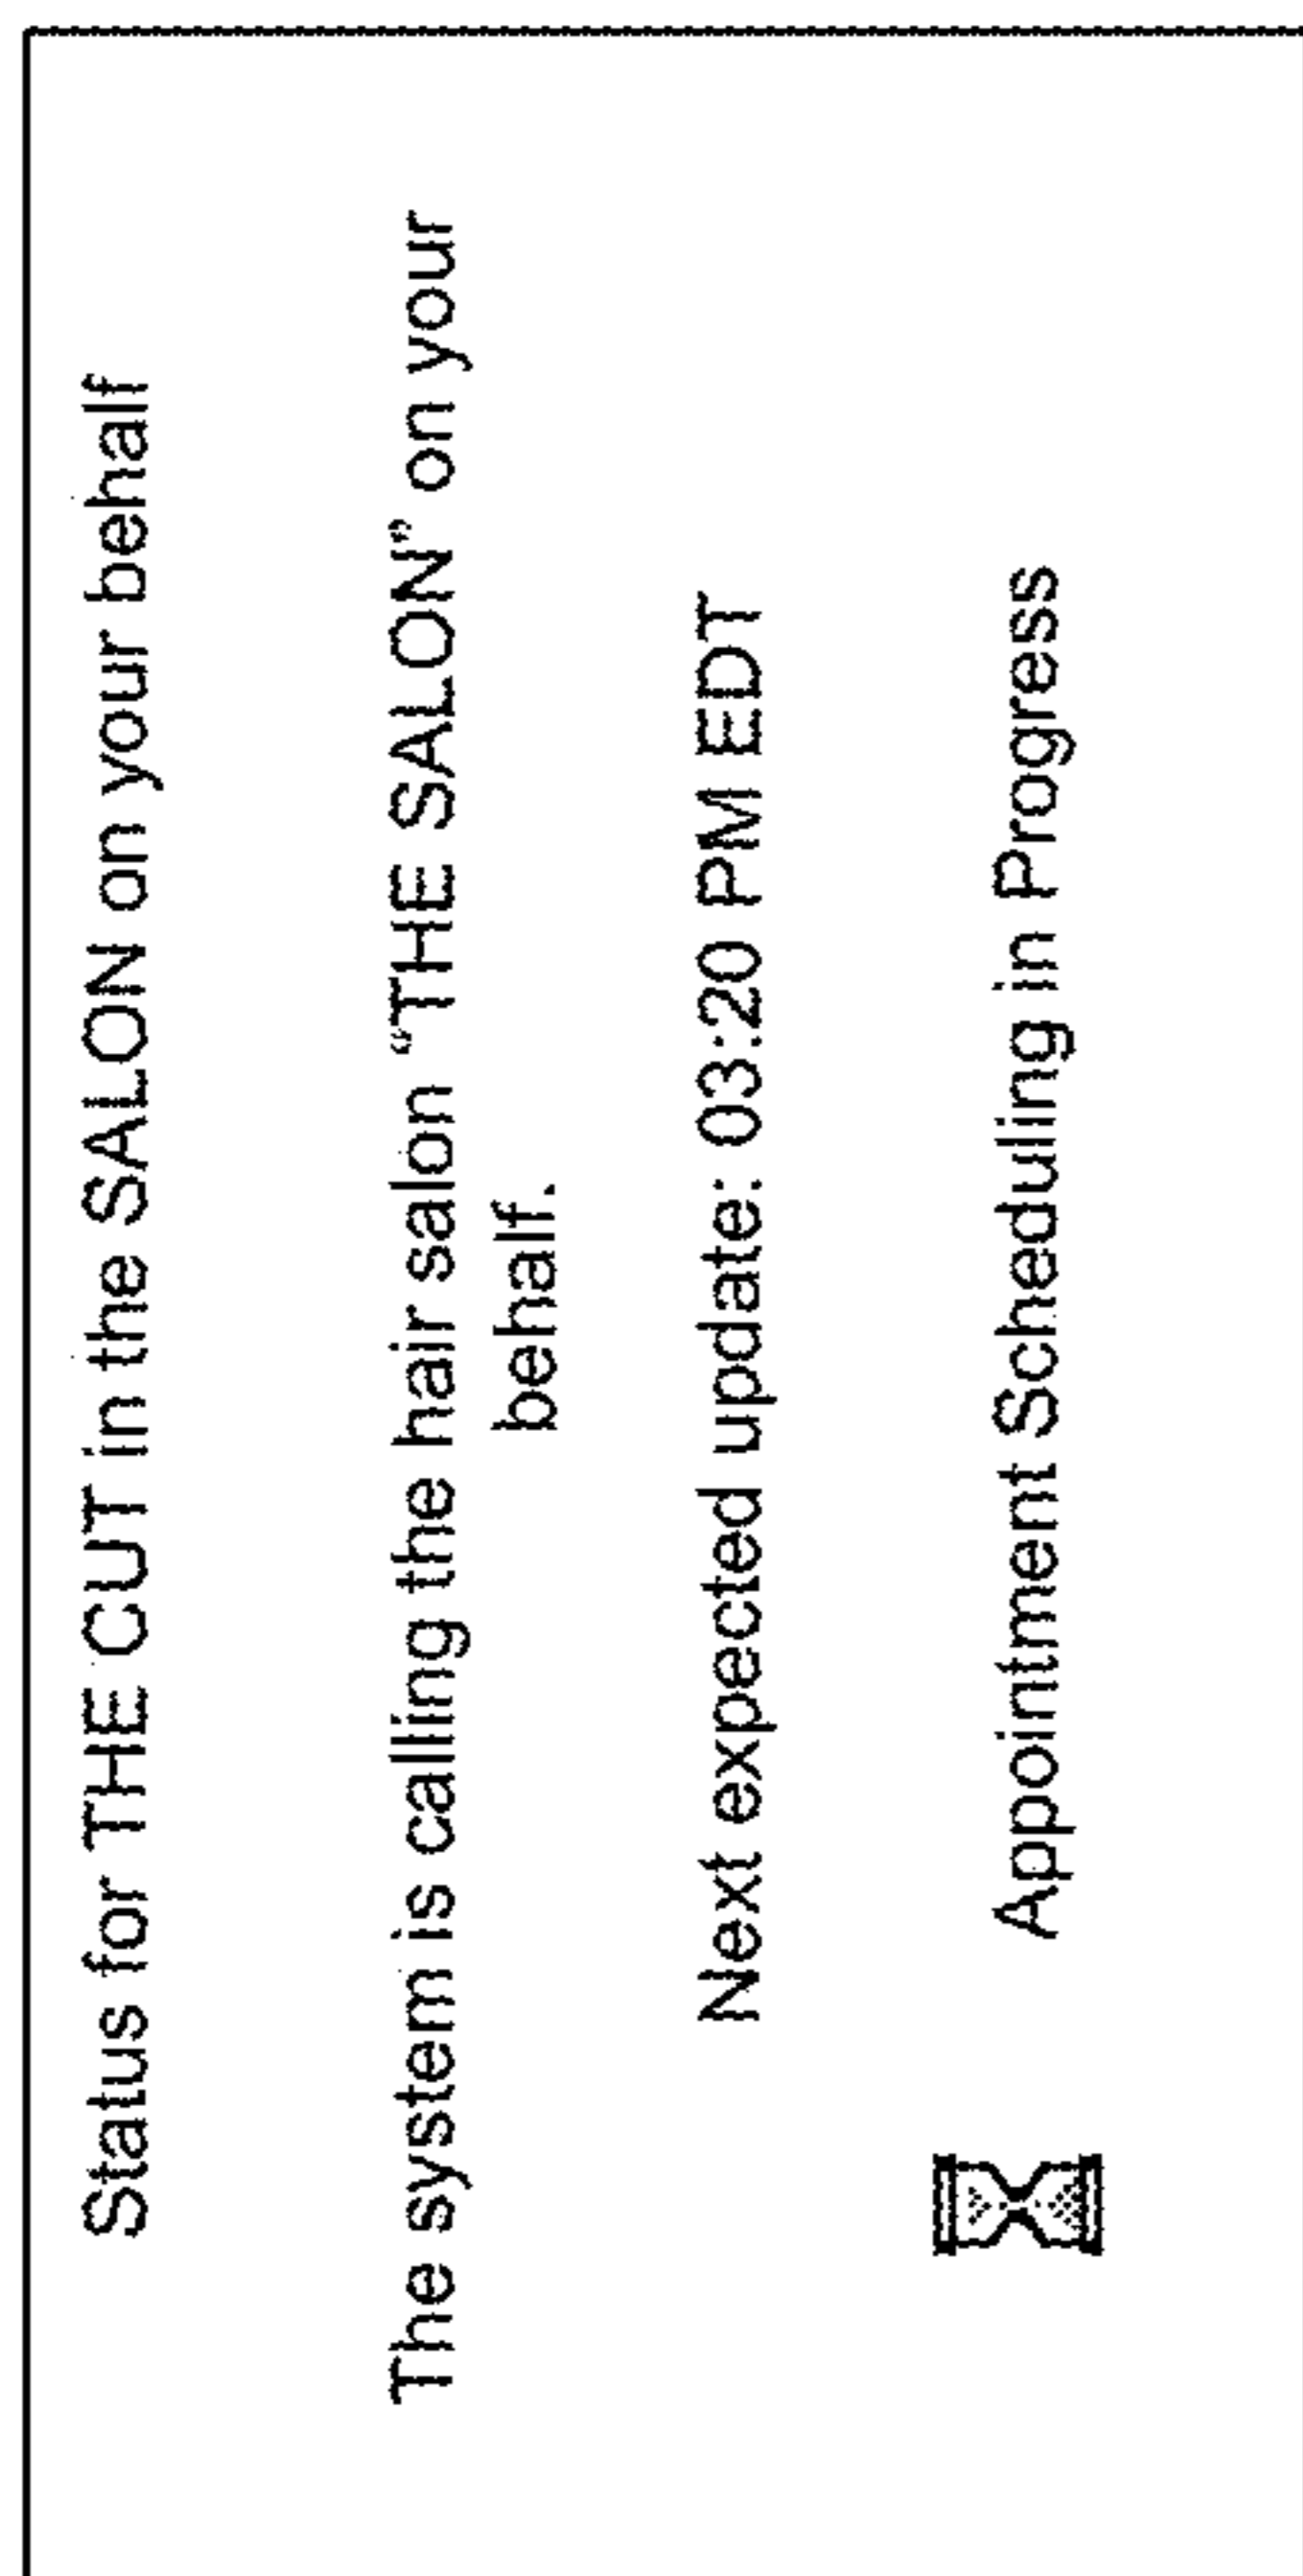 Status for THE CUT in the SALON on your behalf
The system is calling the hair salon “THE SALON” on your
behalf.
Next expected update: 03:20 PM EDT
Appointment Scheduling in Progress